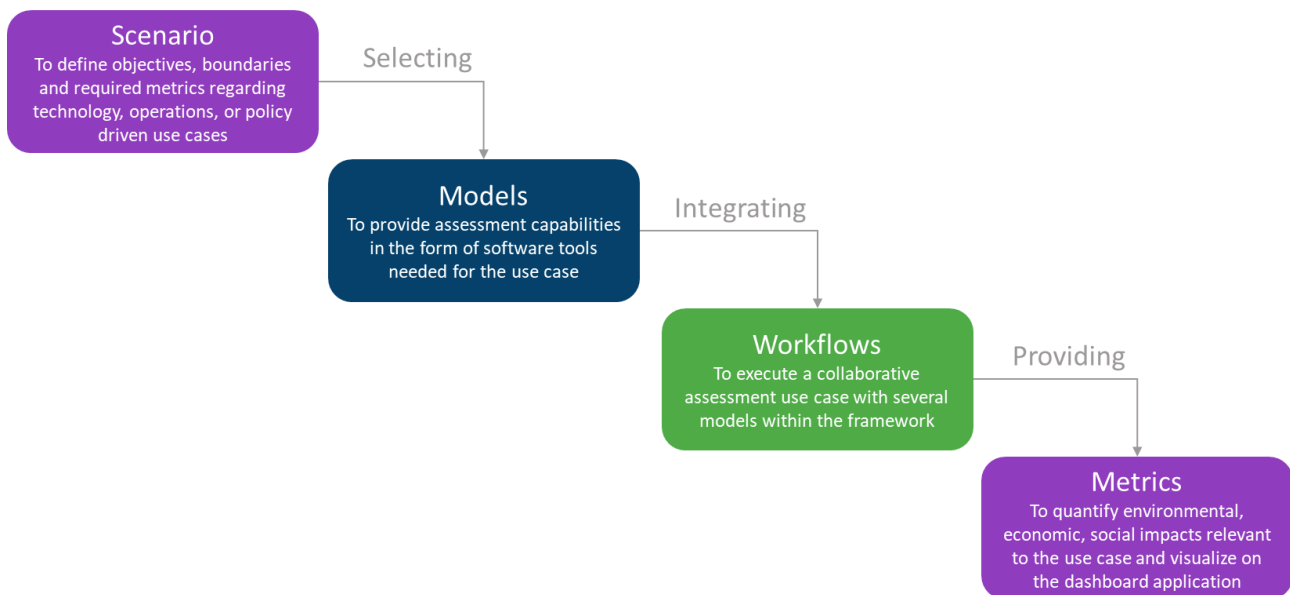 Scenario
To define objectives, boundaries
and required metrics regarding
technology, operations, or policy
driven use cases
Selecting
Models
To provide assessment capabilities
in the form of software tools
needed for the use case
Integrating
Workflows
To execute a collaborative
assessment use case with several
models within the framework
Providing
Metrics
To quantify environmental,
economic, social impacts relevant
to the use case and visualize on
the dashboard application